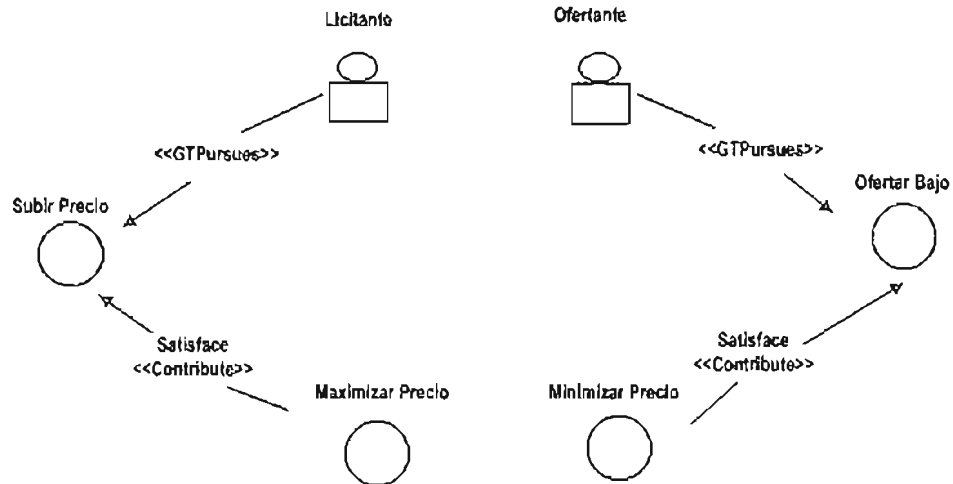 Licitante
Ofertante
<<GTPursues>>
<<GTPursues>>
Subir Precio
Ofertar Bajo
Satisface
<<Contribute>>
Satisface
<<Contribute>>
Maximizar Precio
Minimizar Precio